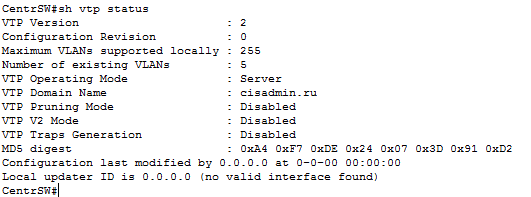 CentrSW#sh vtp status
VTP Version                     : 2
Configuration Revision          : 0
Maximum VLANs supported locally : 255
Number of existing VLANs        : 5
VTP Operating Mode              : Server
VTP Domain Name                 : cisadmin.ru
VTP Pruning Mode                : Disabled
VTP V2 Mode                     : Disabled
VTP Traps Generation            : Disabled
MD5 digest                      : 0xA4 0xF7 0xDE 0x24 0x07 0x3D 0x91 0xD2
Configuration last modified by 0.0.0.0 at 0-0-00 00:00:00
Local updater ID is 0.0.0.0 (no valid interface found)
CentrSW#